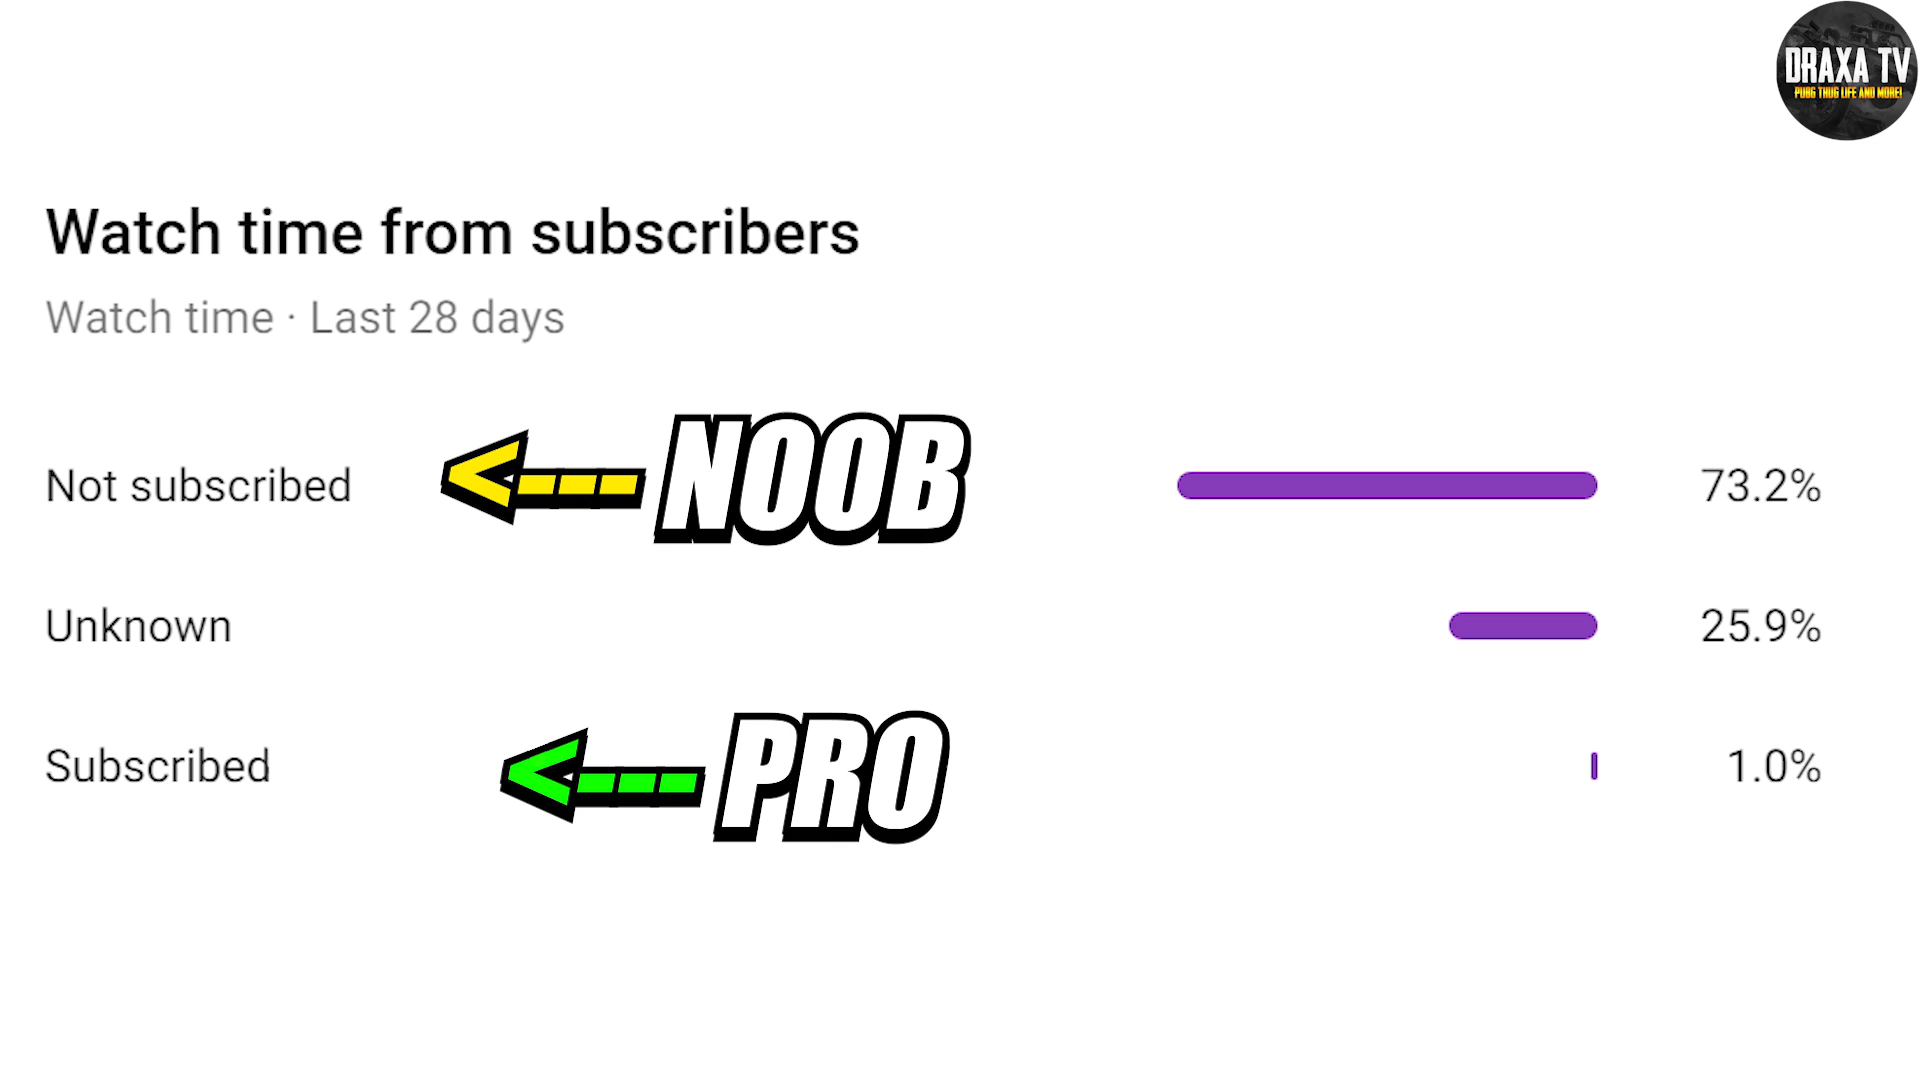 DRAXA TV
PUBG THUG LIFE AND MORE!
Watch time from subscribers
Watch time · Last 28 days
Not subscribed NOOB 73.2%
Unknown 25.9%
Subscribed PRO 1.0%